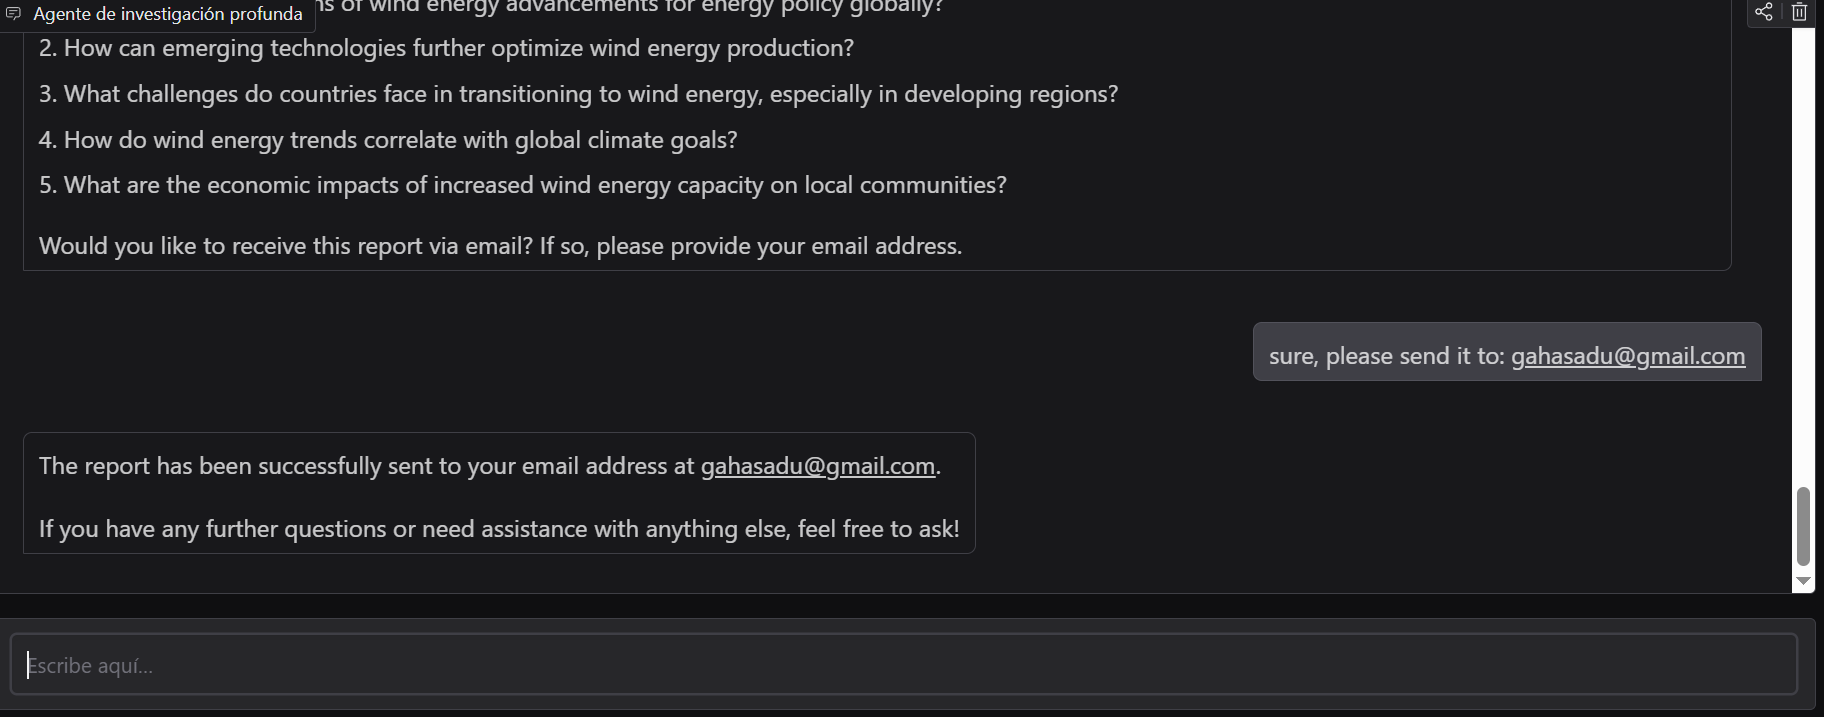 Agente de investigación profunda
of wind energy advancements for energy policy globally?
2. How can emerging technologies further optimize wind energy production?
3. What challenges do countries face in transitioning to wind energy, especially in developing regions?
4. How do wind energy trends correlate with global climate goals?
5. What are the economic impacts of increased wind energy capacity on local communities?
Would you like to receive this report via email? If so, please provide your email address.
sure, please send it to: gahasadu@gmail.com
The report has been successfully sent to your email address at gahasadu@gmail.com.
If you have any further questions or need assistance with anything else, feel free to ask!
Escribe aquí...